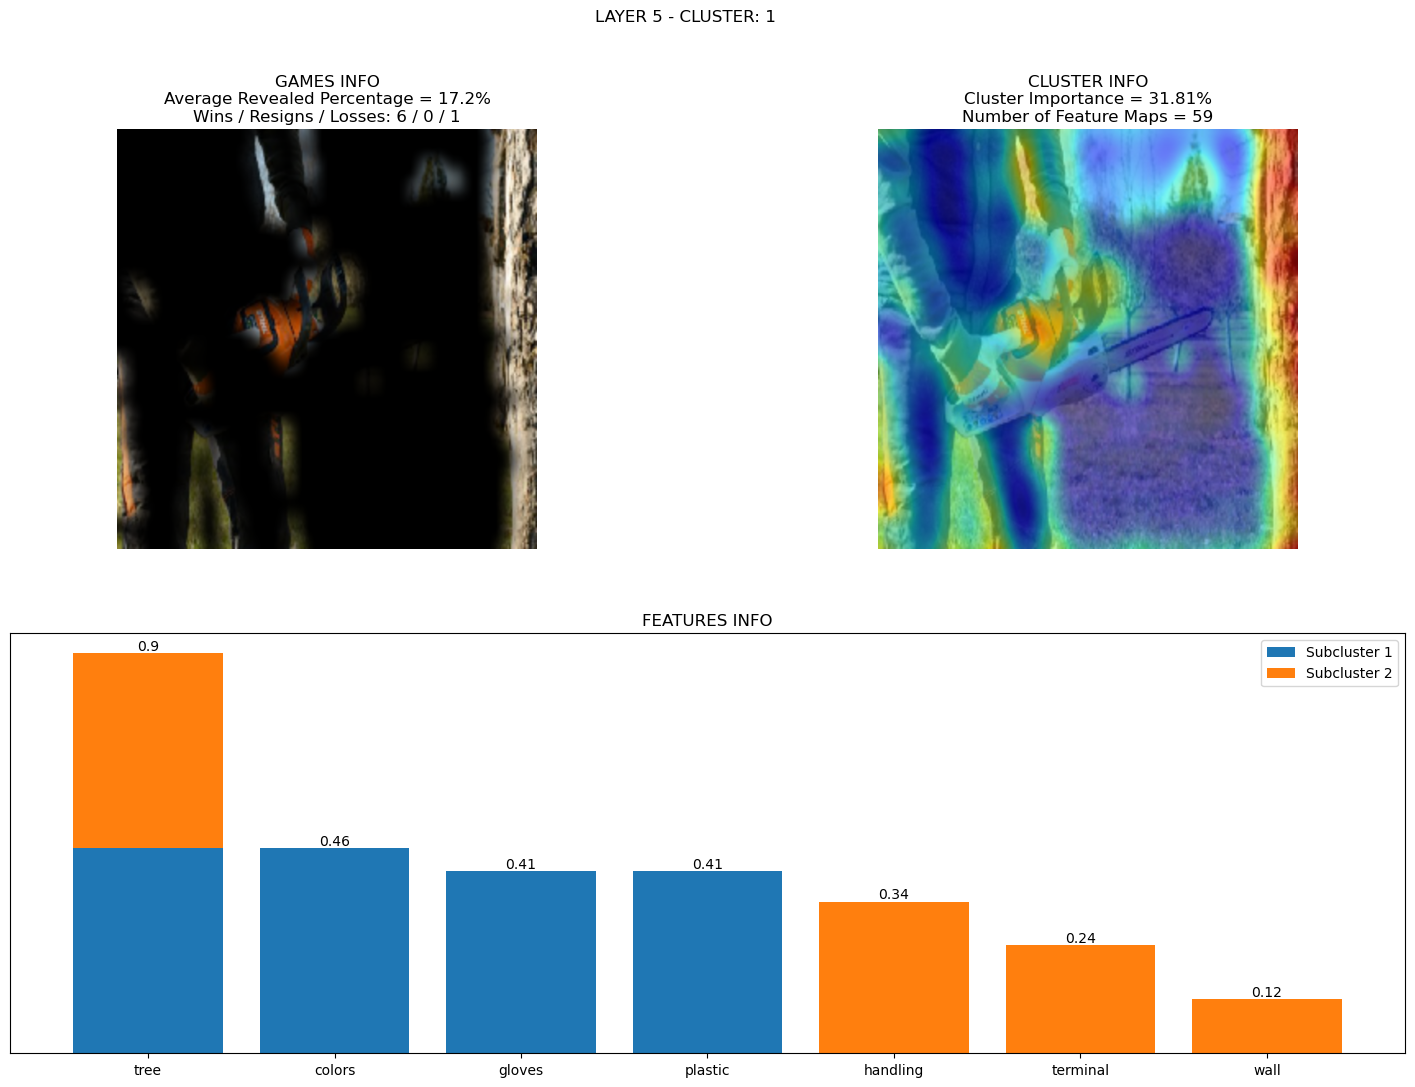 LAYER 5 - CLUSTER: 1
GAMES INFO
Average Revealed Percentage = 17.2%
Wins / Resigns / Losses: 6 / 0 / 1
CLUSTER INFO
Cluster Importance = 31.81%
Number of Feature Maps = 59
FEATURES INFO
Subcluster 1
Subcluster 2
0.9
0.46
0.41
0.41
0.34
0.24
0.12
tree
colors
gloves
plastic
handling
terminal
wall